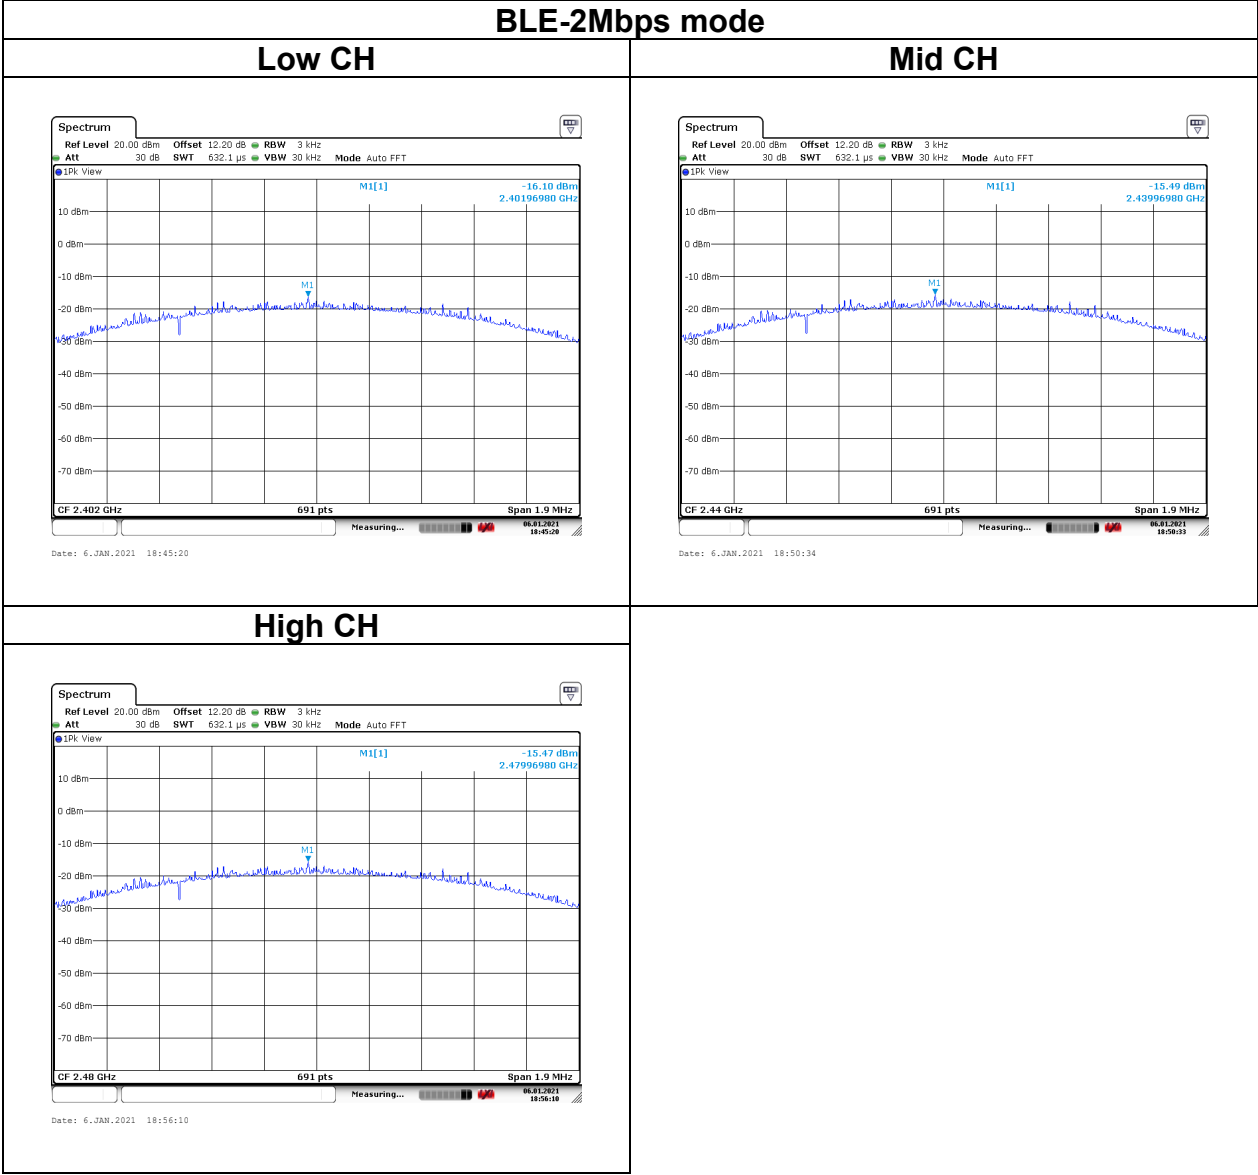 BLE-2Mbps mode
Low CH
Mid CH
Spectrum
Ref Level 20.00 dBm Offset 12.20 dB RBW 3 kHz
Att 30 dB SWT 632.1 µs VBW 30 kHz Mode Auto FFT
1Pk View
M1[1] -16.10 dBm
2.40196980 GHz
10 dBm
0 dBm
-10 dBm
M1
-20 dBm
-30 dBm
-40 dBm
-50 dBm
-60 dBm
-70 dBm
CF 2.402 GHz 691 pts Span 1.9 MHz
Measuring... 06.01.2021
18:45:20
Date: 6.JAN.2021 18:45:20
Spectrum
Ref Level 20.00 dBm Offset 12.20 dB RBW 3 kHz
Att 30 dB SWT 632.1 µs VBW 30 kHz Mode Auto FFT
1Pk View
M1[1] -15.49 dBm
2.43996980 GHz
10 dBm
0 dBm
-10 dBm
M1
-20 dBm
-30 dBm
-40 dBm
-50 dBm
-60 dBm
-70 dBm
CF 2.44 GHz 691 pts Span 1.9 MHz
Measuring... 06.01.2021
18:50:33
Date: 6.JAN.2021 18:50:34
High CH
Spectrum
Ref Level 20.00 dBm Offset 12.20 dB RBW 3 kHz
Att 30 dB SWT 632.1 µs VBW 30 kHz Mode Auto FFT
1Pk View
M1[1] -15.47 dBm
2.47996980 GHz
10 dBm
0 dBm
-10 dBm
M1
-20 dBm
-30 dBm
-40 dBm
-50 dBm
-60 dBm
-70 dBm
CF 2.48 GHz 691 pts Span 1.9 MHz
Measuring... 06.01.2021
18:56:10
Date: 6.JAN.2021 18:56:10